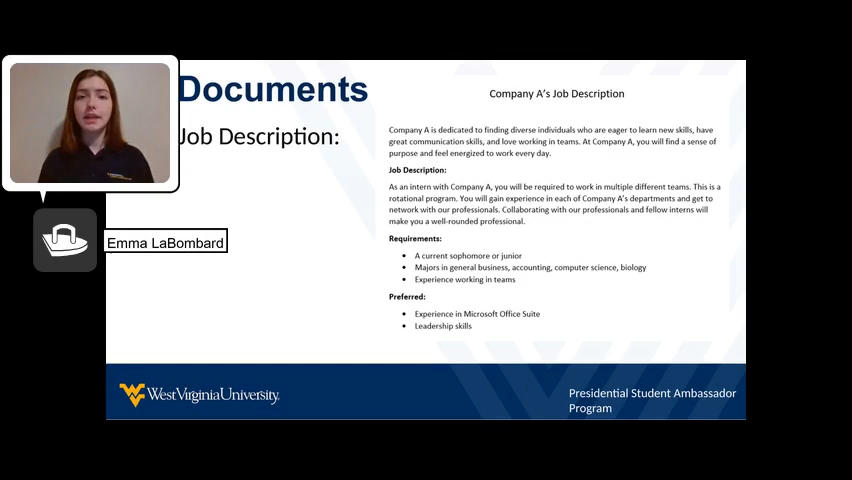 Documents
Job Description:
Emma LaBombard
Company A's Job Description
Company A is dedicated to finding diverse individuals who are eager to learn new skills, have
great communication skills, and love working in teams. At Company A, you will find a sense of
purpose and feel energized to work every day.
Job Description:
As an intern with Company A, you will be required to work in multiple different teams. This is a
rotational program. You will gain experience in each of Company A's departments and get to
network with our professionals. Collaborating with our professionals and fellow interns will
make you a well-rounded professional.
Requirements:
• A current sophomore or junior
• Majors in general business, accounting, computer science, biology
• Experience working in teams
Preferred:
• Experience in Microsoft Office Suite
• Leadership skills
WestVirginiaUniversity.
Presidential Student Ambassador
Program